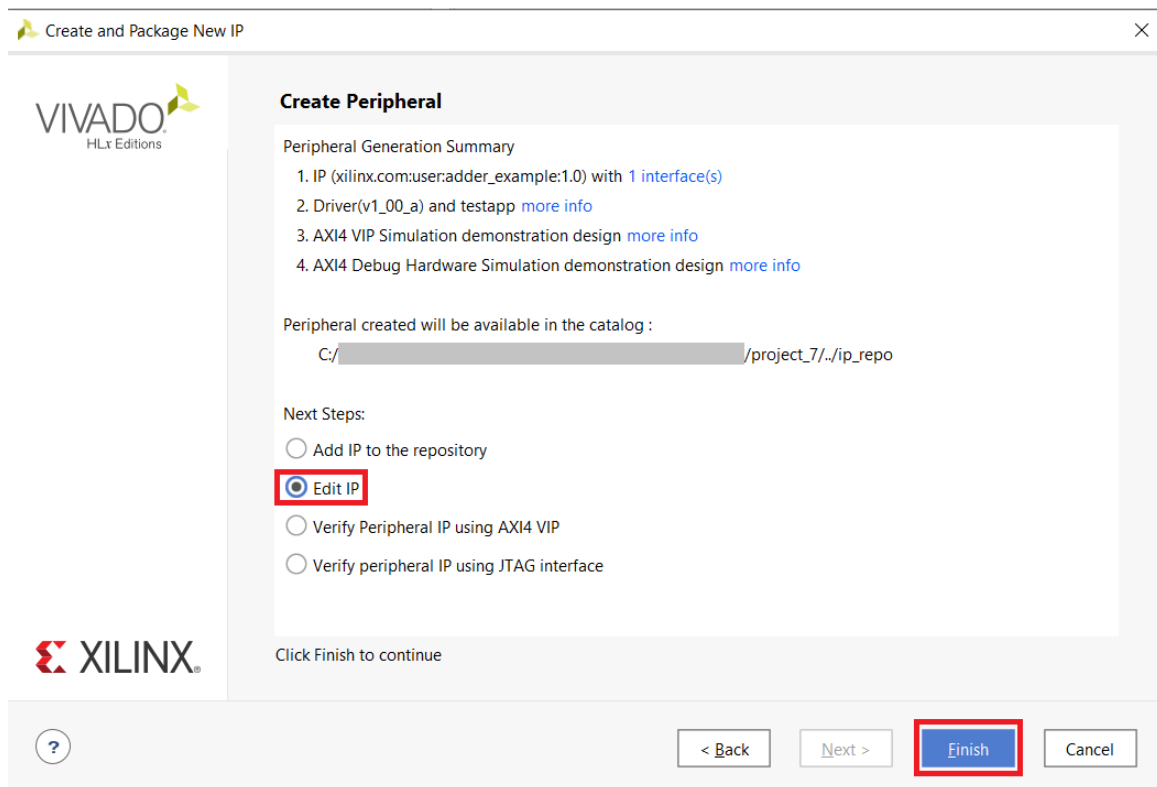 Create and Package New IP
VIVADO.
HLx Editions
Create Peripheral
Peripheral Generation Summary
1. IP (xilinx.com:user:adder_example:1.0) with 1 interface(s)
2. Driver(v1_00_a) and testapp more info
3. AXI4 VIP Simulation demonstration design more info
4. AXI4 Debug Hardware Simulation demonstration design more info
Peripheral created will be available in the catalog :
C:/ /project_7/../ip_repo
Next Steps:
Add IP to the repository
Edit IP
Verify Peripheral IP using AXI4 VIP
Verify peripheral IP using JTAG interface
XILINX®
Click Finish to continue
? < Back Next > Finish Cancel